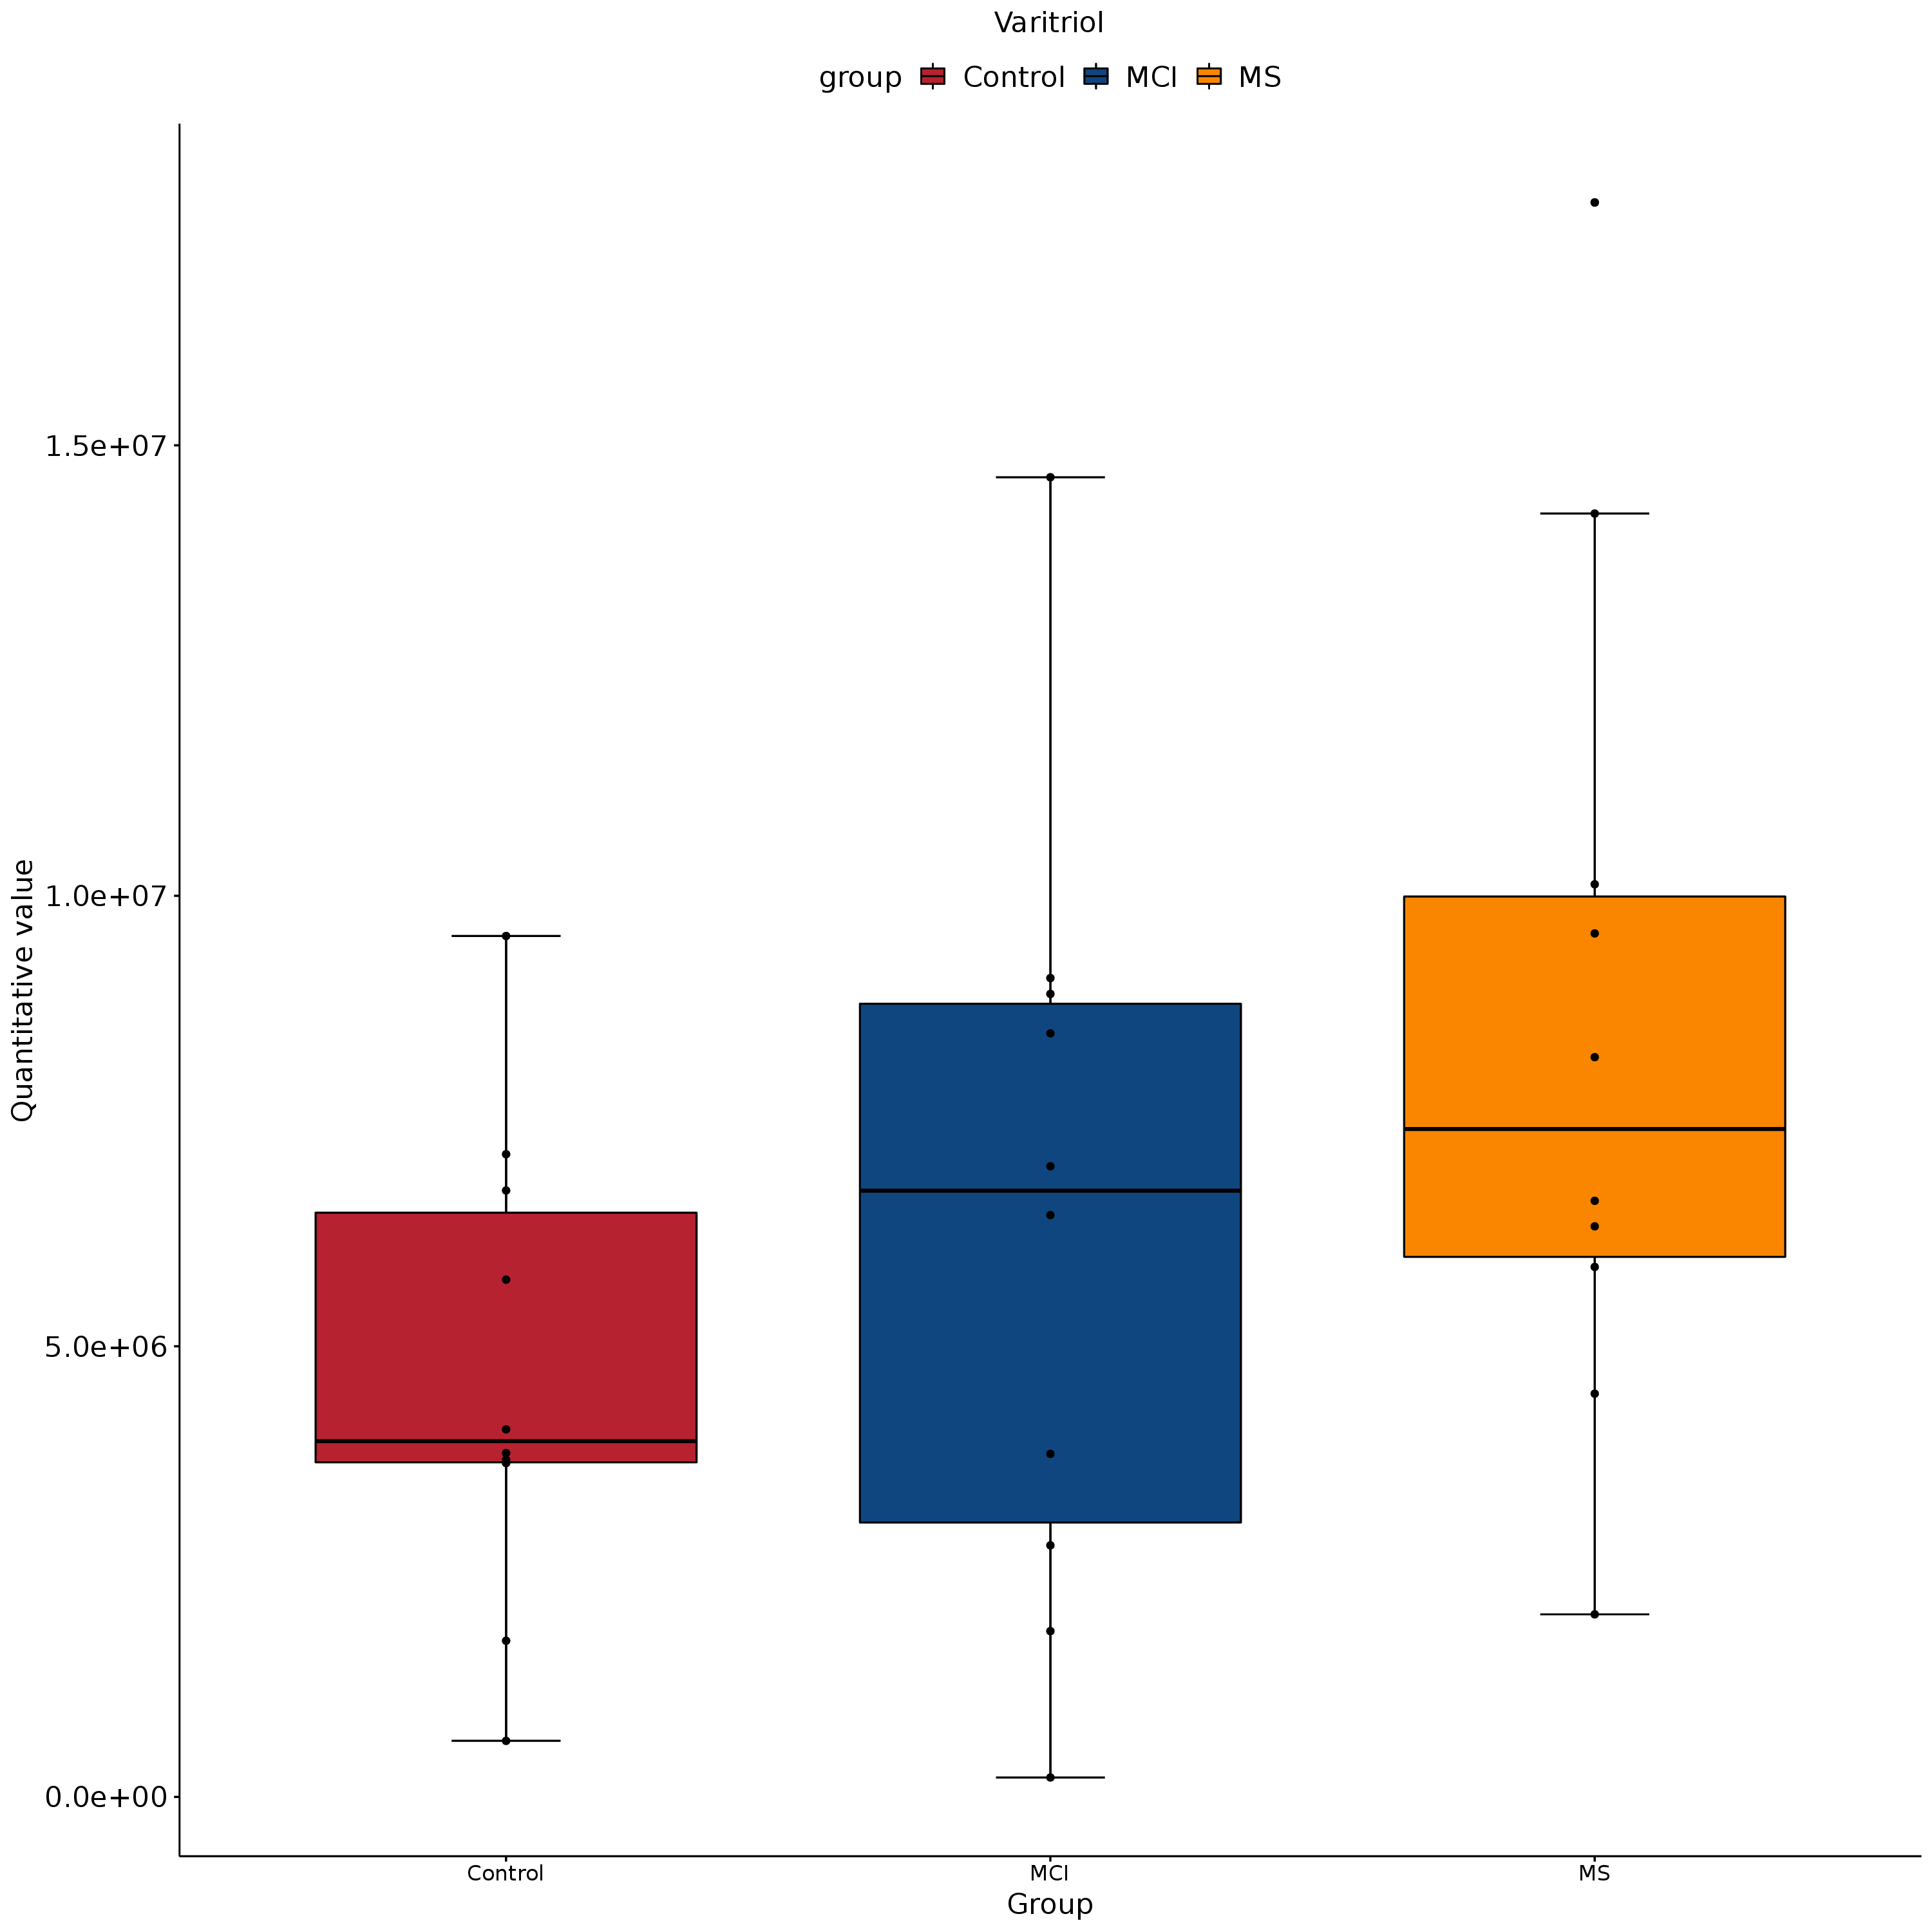 Varitriol
group Control MCI MS
Quantitative value
1.5e+07
1.0e+07
5.0e+06
0.0e+00
Control MCI MS
Group